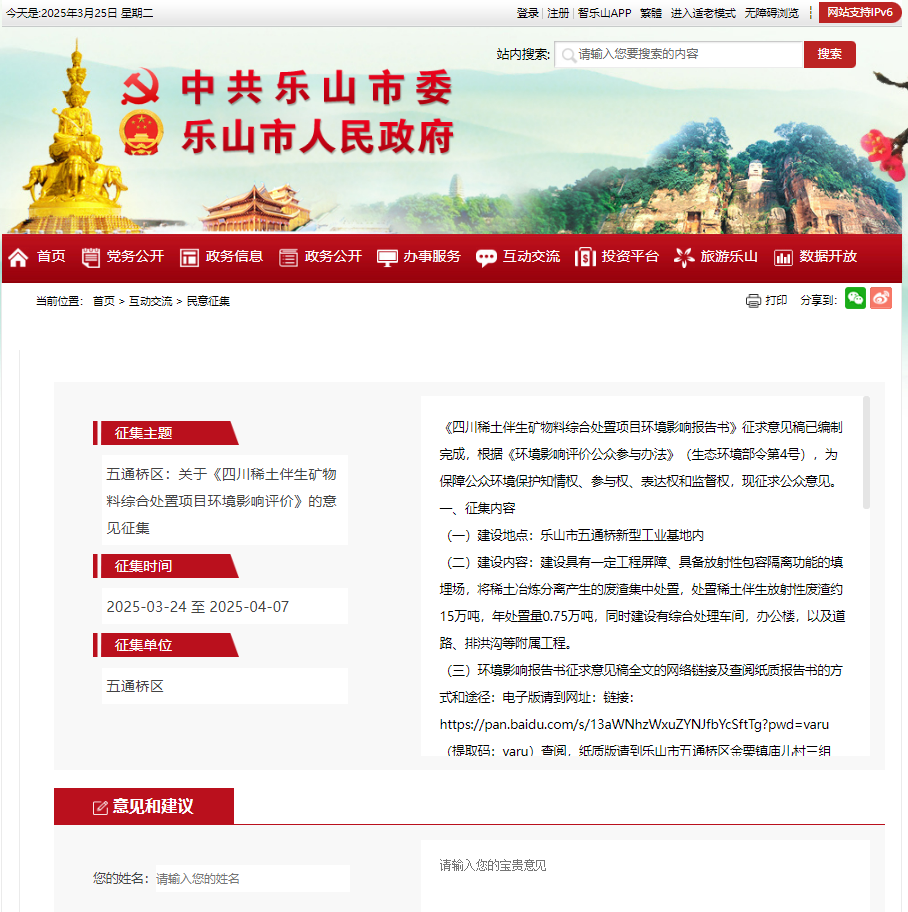 今天是:2025年3月25日 星期二
登录 注册 智乐山APP 繁體 进入适老模式 无障碍浏览 网站支持IPv6
站内搜索: 请输入您要搜索的内容 搜索
中共乐山市委
乐山市人民政府
首页 党务公开 政务信息 政务公开 办事服务 互动交流 投资平台 旅游乐山 数据开放
当前位置： 首页 > 互动交流 > 民意征集
打印 分享到:
征集主题
五通桥区：关于《四川稀土伴生矿物
料综合处置项目环境影响评价》的意
见征集
征集时间
2025-03-24 至 2025-04-07
征集单位
五通桥区
《四川稀土伴生矿物料综合处置项目环境影响报告书》征求意见稿已编制
完成，根据《环境影响评价公众参与办法》（生态环境部令第4号），为
保障公众环境保护知情权、参与权、表达权和监督权，现征求公众意见。
一、征集内容
（一）建设地点：乐山市五通桥新型工业基地内
（二）建设内容：建设具有一定工程屏障、具备放射性包容隔离功能的填
埋场，将稀土冶炼分离产生的废渣集中处置，处置稀土伴生放射性废渣约
15万吨，年处置量0.75万吨，同时建设有综合处理车间，办公楼，以及道
路、排洪沟等附属工程。
（三）环境影响报告书征求意见稿全文的网络链接及查阅纸质报告书的方
式和途径：电子版请到网址：链接：
https://pan.baidu.com/s/13aWNhzWxuZYNJfbYcSftTg?pwd=varu
（提取码：varu）查阅，纸质版请到乐山市五通桥区金粟镇庙儿村三组
意见和建议
您的姓名： 请输入您的姓名
请输入您的宝贵意见